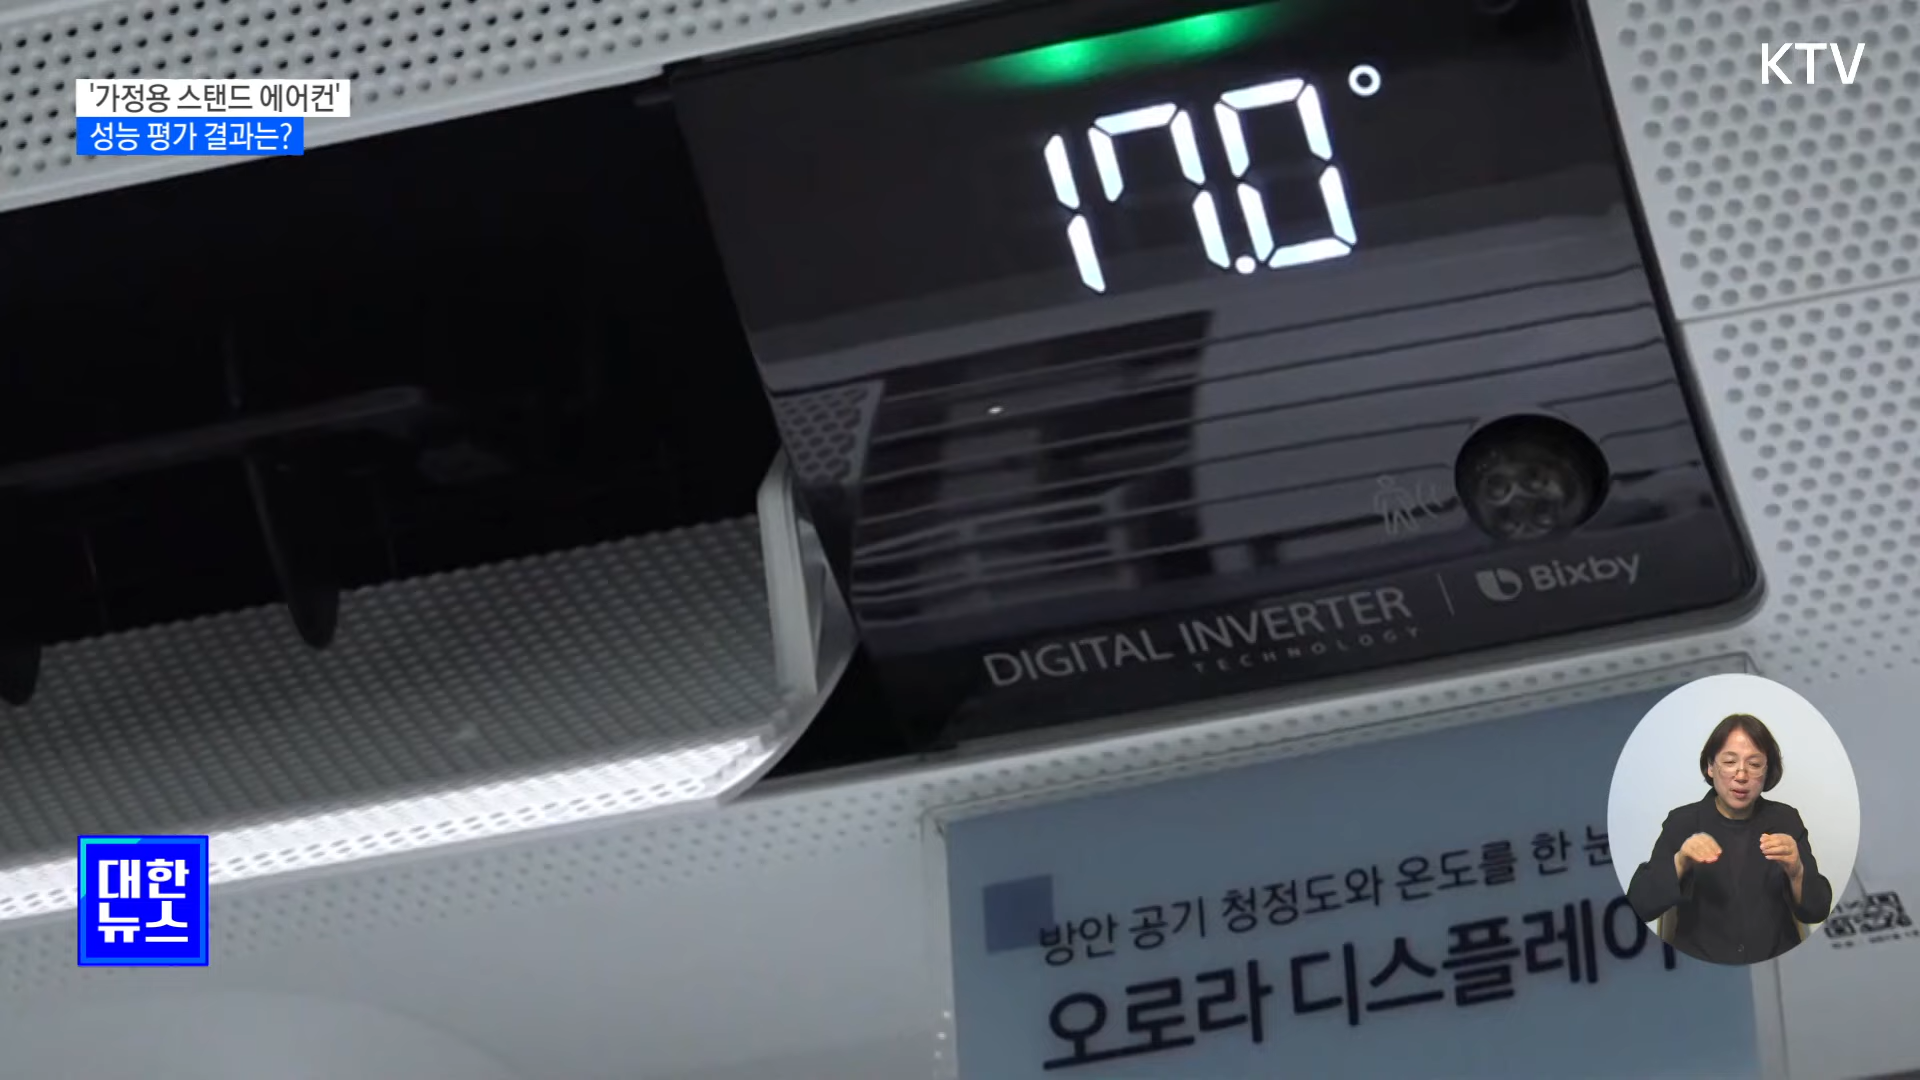 '가정용 스탠드 에어컨'
성능 평가 결과는?
KTV
17.0°
DIGITAL INVERTER
TECHNOLOGY
Bixby
방안 공기 청정도와 온도를 한
오로라 디스플레이
대한
뉴스